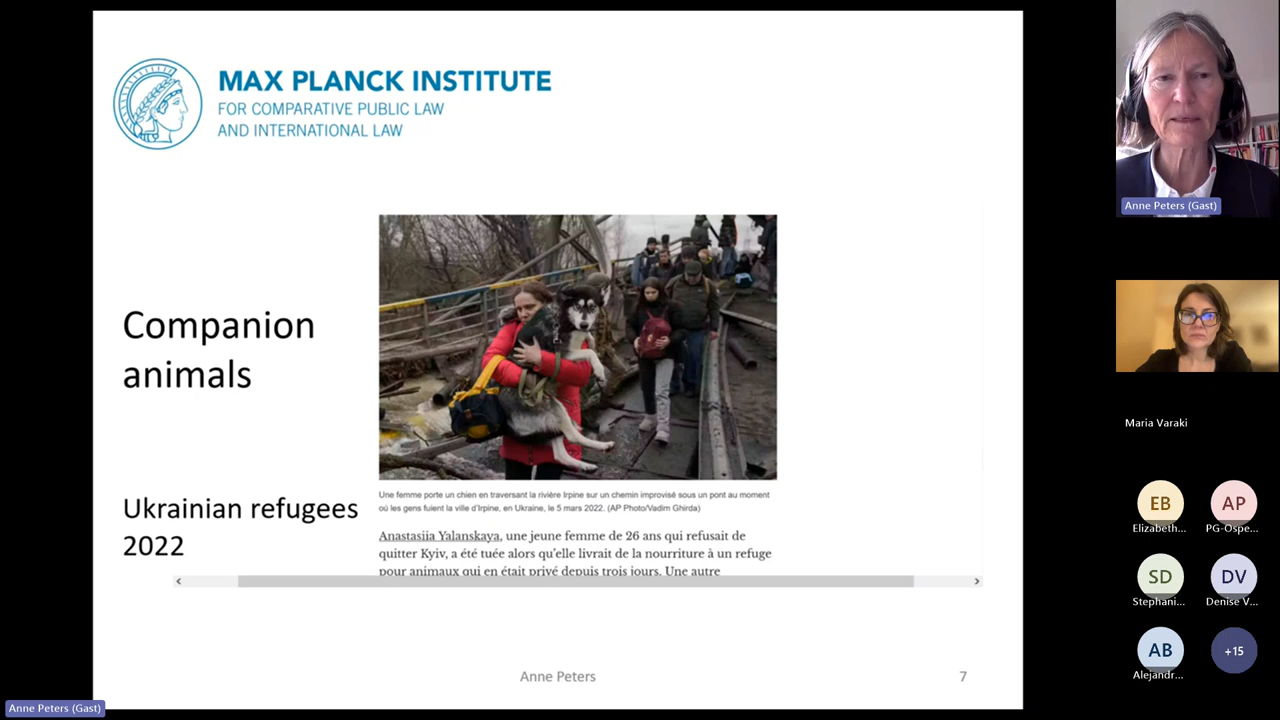 MAX PLANCK INSTITUTE
FOR COMPARATIVE PUBLIC LAW
AND INTERNATIONAL LAW
Companion
animals
Ukrainian refugees
2022
Une femme porte un chien en traversant la rivière Irpine sur un chemin improvisé sous un pont au moment
où les gens fuient la ville d'Irpine, en Ukraine, le 5 mars 2022. (AP Photo/Vadim Ghirda)
Anastasiia Yalanskaya, une jeune femme de 26 ans qui refusait de
quitter Kyiv, a été tuée alors qu'elle livrait de la nourriture à un refuge
pour animaux qui en était privé depuis trois jours. Une autre
Anne Peters
7
Anne Peters (Gast)
Anne Peters (Gast)
Maria Varaki
EB
Elizabeth...
AP
PG-Ospe...
SD
Stephani...
DV
Denise V...
AB
Alejandr...
+15